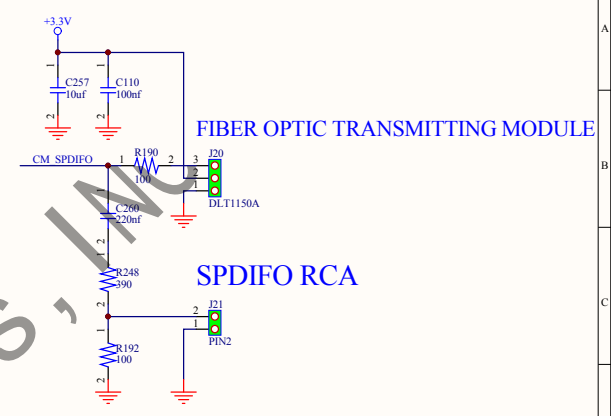 +3.3V
A
1
1
C257
10uf
C110
100nf
2
2
FIBER OPTIC TRANSMITTING MODULE
CM_SPDIFO
1
R190
100
2
J20
3
2
1
DLT1150A
B
1
C260
220nf
2
1
R248
390
2
S, INC
SPDIFO RCA
C
J21
2
1
PIN2
1
R192
100
2